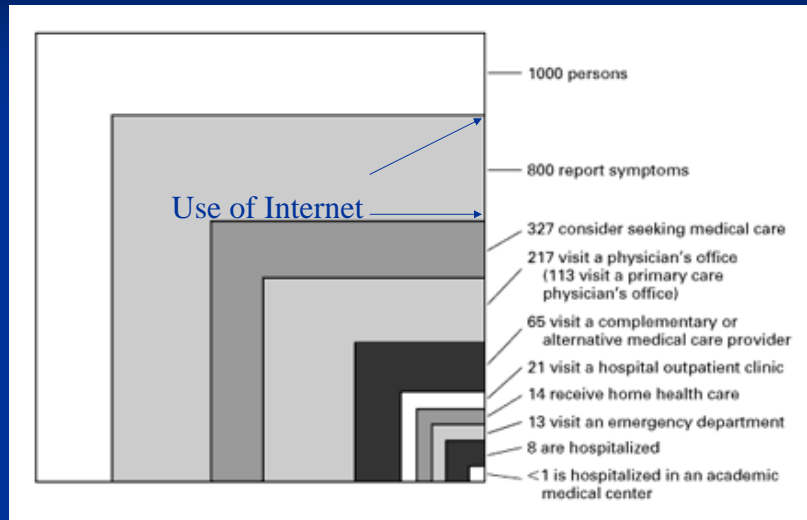 1000 persons
800 report symptoms
Use of Internet
327 consider seeking medical care
217 visit a physician's office
(113 visit a primary care
physician's office)
65 visit a complementary or
alternative medical care provider
21 visit a hospital outpatient clinic
14 receive home health care
13 visit an emergency department
8 are hospitalized
<1 is hospitalized in an academic
medical center